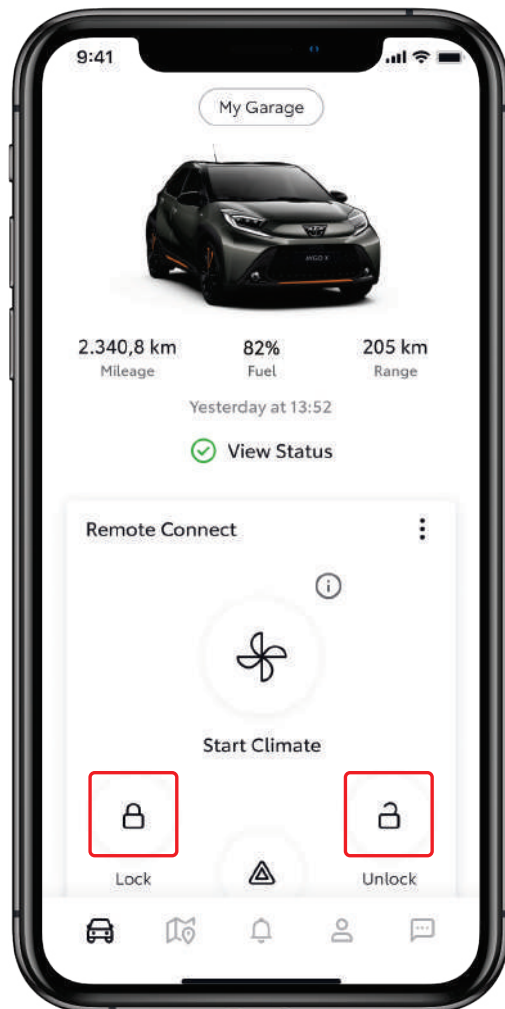 9:41
My Garage
AYGO X
2.340,8 km 82% 205 km
Mileage Fuel Range
Yesterday at 13:52
View Status
Remote Connect
Start Climate
Lock Unlock